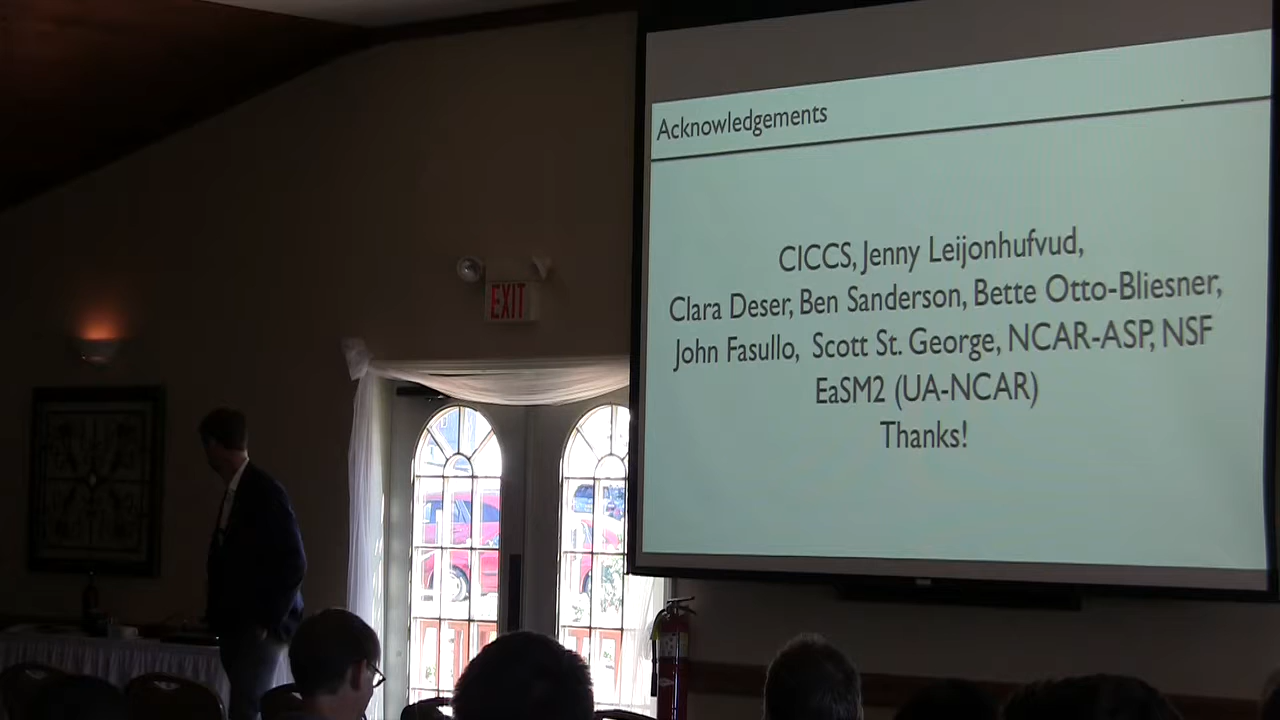 Acknowledgements
CICCS, Jenny Leijonhufvud,
Clara Deser, Ben Sanderson, Bette Otto-Bliesner,
John Fasullo, Scott St. George, NCAR-ASP, NSF
EaSM2 (UA-NCAR)
Thanks!
EXIT